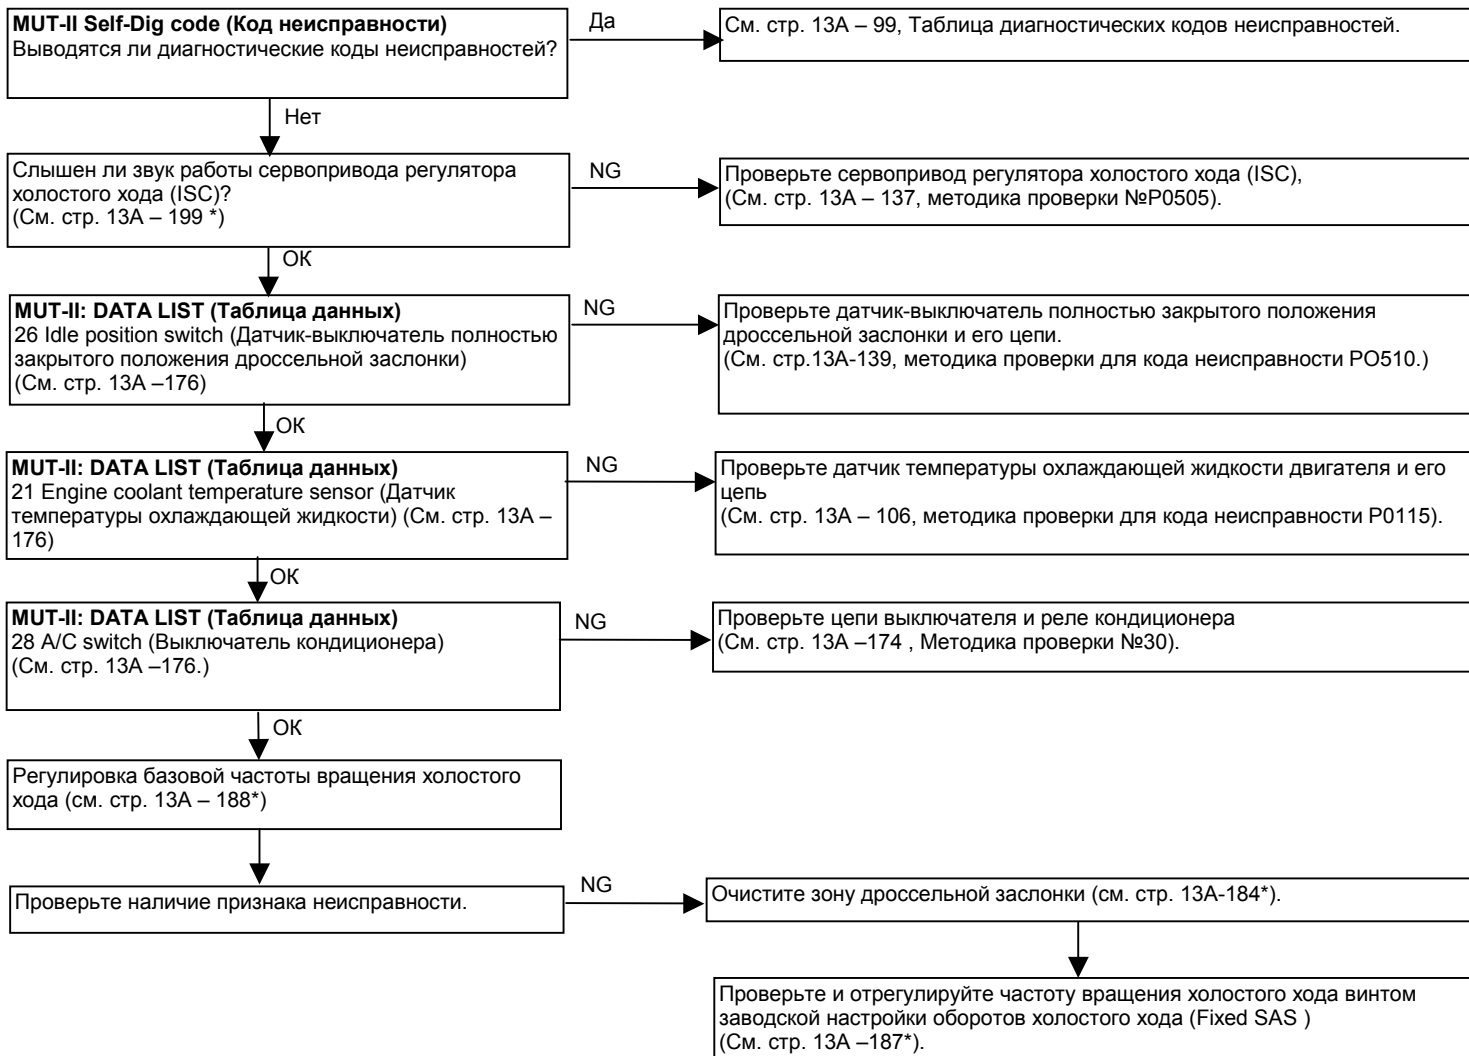 MUT-II Self-Dig code (Код неисправности)
Выводятся ли диагностические коды неисправностей?
Да
См. стр. 13А – 99, Таблица диагностических кодов неисправностей.
Нет
Слышен ли звук работы сервопривода регулятора
холостого хода (ISC)?
(См. стр. 13А – 199 *)
NG
Проверьте сервопривод регулятора холостого хода (ISC),
(См. стр. 13А – 137, методика проверки №Р0505).
ОК
MUT-II: DATA LIST (Таблица данных)
26 Idle position switch (Датчик-выключатель полностью
закрытого положения дроссельной заслонки)
(См. стр. 13А –176)
NG
Проверьте датчик-выключатель полностью закрытого положения
дроссельной заслонки и его цепи.
(См. стр.13А-139, методика проверки для кода неисправности РО510.)
ОК
MUT-II: DATA LIST (Таблица данных)
21 Engine coolant temperature sensor (Датчик
температуры охлаждающей жидкости) (См. стр. 13А –
176)
NG
Проверьте датчик температуры охлаждающей жидкости двигателя и его
цепь
(См. стр. 13А – 106, методика проверки для кода неисправности Р0115).
ОК
MUT-II: DATA LIST (Таблица данных)
28 A/C switch (Выключатель кондиционера)
(См. стр. 13А –176.)
NG
Проверьте цепи выключателя и реле кондиционера
(См. стр. 13А –174 , Методика проверки №30).
ОК
Регулировка базовой частоты вращения холостого
хода (см. стр. 13А – 188*)
Проверьте наличие признака неисправности.
NG
Очистите зону дроссельной заслонки (см. стр. 13А-184*).
Проверьте и отрегулируйте частоту вращения холостого хода винтом
заводской настройки оборотов холостого хода (Fixed SAS )
(См. стр. 13А –187*).